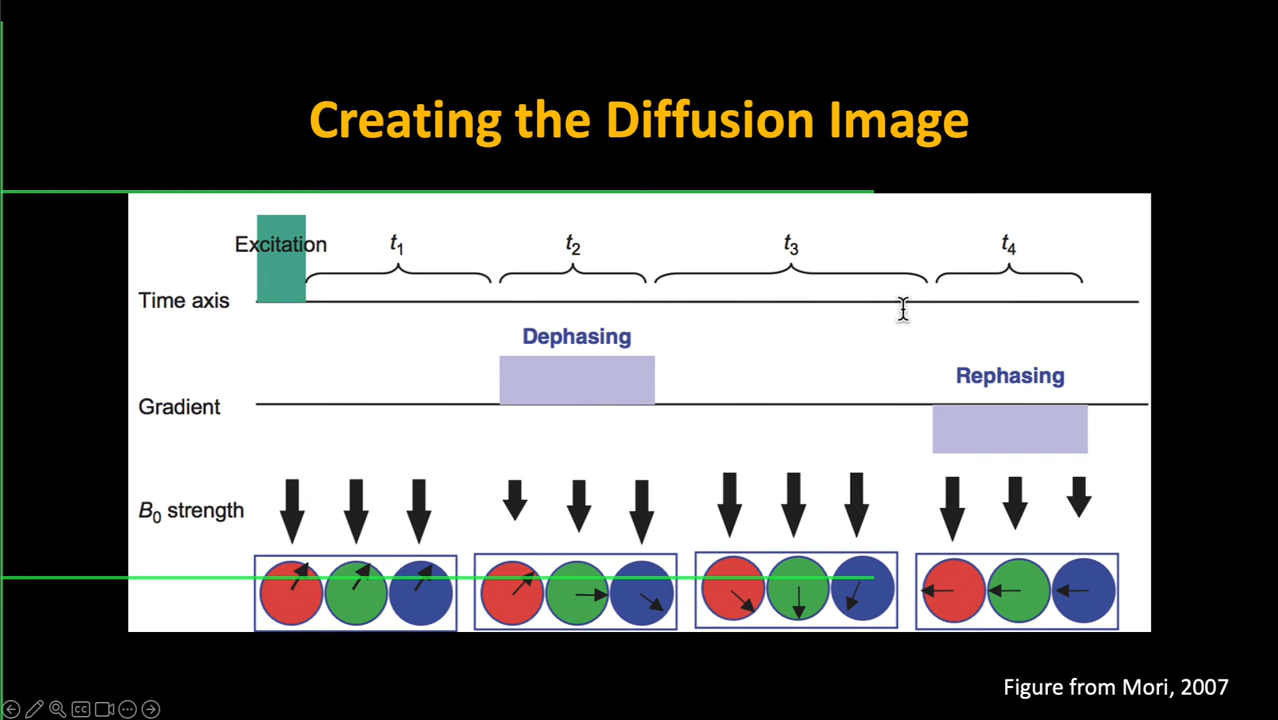 Creating the Diffusion Image
Excitation
t₁
t₂
t₃
t₄
Time axis
Dephasing
Rephasing
Gradient
B₀ strength
Figure from Mori, 2007
CC